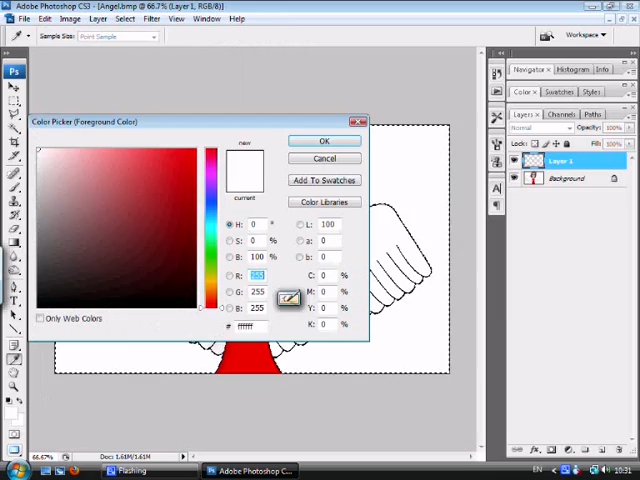 Adobe Photoshop CS3 - [Angel.bmp @ 66.7% (Layer 1, RGB/8)]
File Edit Image Layer Select Filter View Window Help
Sample Size: Point Sample
Workspace
Ps
Navigator × Histogram Info
Color × Swatches Styles
Layers × Channels Paths
Normal Opacity: 100%
Lock: Fill: 100%
Layer 1
Background
Color Picker (Foreground Color)
new
current
OK
Cancel
Add To Swatches
Color Libraries
H: 0 °
S: 0 %
B: 100 %
R: 255
G: 255
B: 255
# ffffff
L: 100
a: 0
b: 0
C: 0 %
M: 0 %
Y: 0 %
K: 0 %
Only Web Colors
66.67% Doc: 1.61M/1.61M
Flashing
Adobe Photoshop C...
EN
10:31